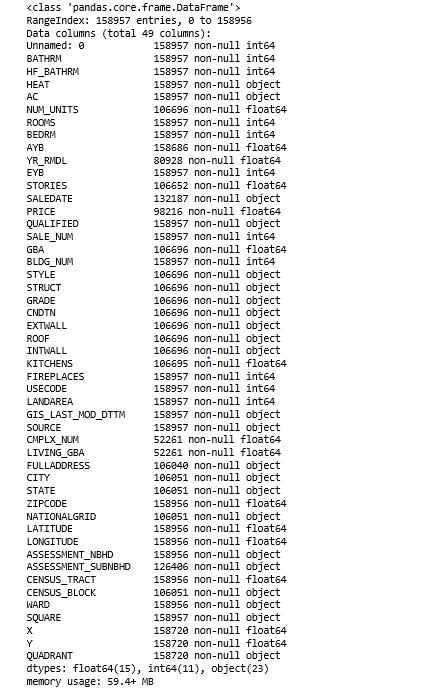 <class 'pandas.core.frame.DataFrame'>
RangeIndex: 158957 entries, 0 to 158956
Data columns (total 49 columns):
Unnamed: 0 158957 non-null int64
BATHRM 158957 non-null int64
HF_BATHRM 158957 non-null int64
HEAT 158957 non-null object
AC 158957 non-null object
NUM_UNITS 106696 non-null float64
ROOMS 158957 non-null int64
BEDRM 158957 non-null int64
AYB 158686 non-null float64
YR_RMDL 80928 non-null float64
EYB 158957 non-null int64
STORIES 106652 non-null float64
SALEDATE 132187 non-null object
PRICE 98216 non-null float64
QUALIFIED 158957 non-null object
SALE_NUM 158957 non-null int64
GBA 106696 non-null float64
BLDG_NUM 158957 non-null int64
STYLE 106696 non-null object
STRUCT 106696 non-null object
GRADE 106696 non-null object
CNDTN 106696 non-null object
EXTWALL 106696 non-null object
ROOF 106696 non-null object
INTWALL 106696 non-null object
KITCHENS 106695 non-null float64
FIREPLACES 158957 non-null int64
USECODE 158957 non-null int64
LANDAREA 158957 non-null int64
GIS_LAST_MOD_DTTM 158957 non-null object
SOURCE 158957 non-null object
CMPLX_NUM 52261 non-null float64
LIVING_GBA 52261 non-null float64
FULLADDRESS 106040 non-null object
CITY 106051 non-null object
STATE 106051 non-null object
ZIPCODE 158956 non-null float64
NATIONALGRID 106051 non-null object
LATITUDE 158956 non-null float64
LONGITUDE 158956 non-null float64
ASSESSMENT_NBHD 158956 non-null object
ASSESSMENT_SUBNBHD 126406 non-null object
CENSUS_TRACT 158956 non-null float64
CENSUS_BLOCK 106051 non-null object
WARD 158956 non-null object
SQUARE 158957 non-null object
X 158720 non-null float64
Y 158720 non-null float64
QUADRANT 158720 non-null object
dtypes: float64(15), int64(11), object(23)
memory usage: 59.4+ MB